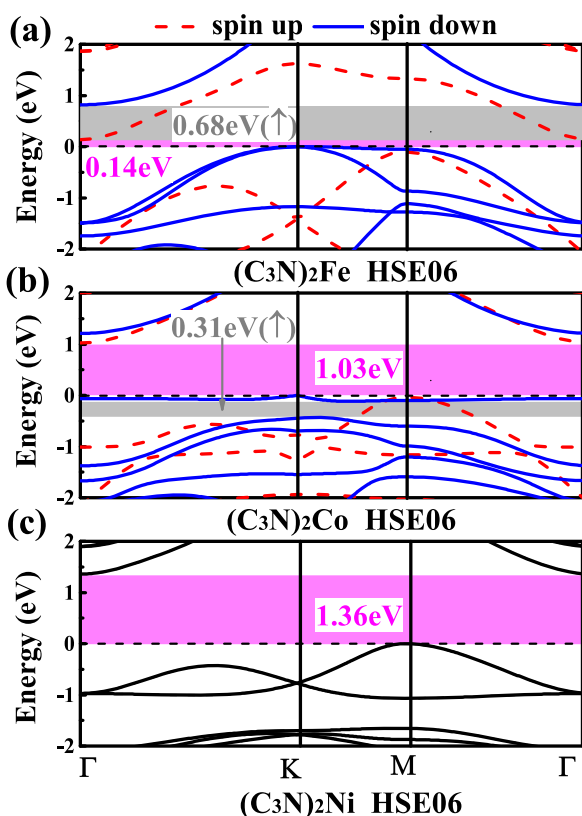 (a)
spin up
spin down
2
1
0
-1
-2
Energy (eV)
0.68eV(↑)
0.14eV
(C₃N)₂Fe HSE06
(b)
2
1
0
-1
-2
Energy (eV)
0.31eV(↑)
1.03eV
(C₃N)₂Co HSE06
(c)
2
1
0
-1
-2
Energy (eV)
1.36eV
Γ K M Γ
(C₃N)₂Ni HSE06